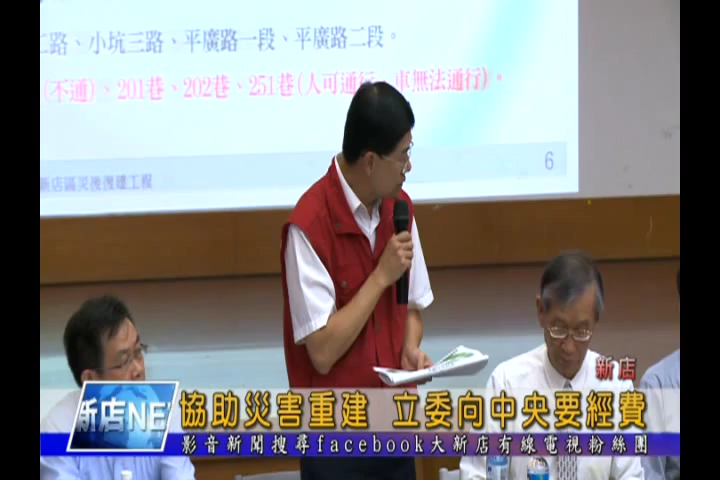 二路、小坑三路、平廣路一段、平廣路二段。
(不通)、201巷、202巷、251巷(人可通行、車無法通行)。
新店區災後復建工程
6
新店
新店NE
協助災害重建 立委向中央要經費
影音新聞搜尋facebook大新店有線電視粉絲團